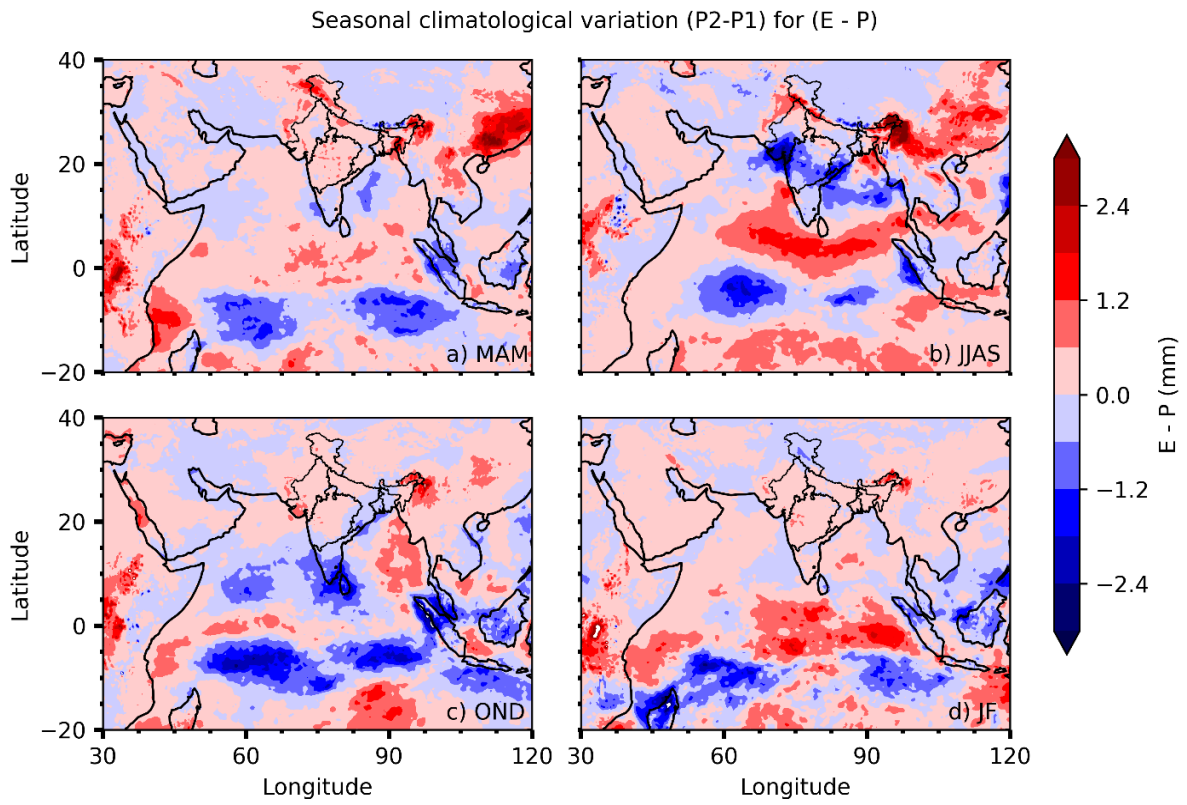 Seasonal climatological variation (P2-P1) for (E - P)
40
20
0
−20
Latitude
a) MAM
b) JJAS
40
20
0
−20
Latitude
c) OND
d) JF
30
60
90
120
30
60
90
120
Longitude
Longitude
2.4
1.2
0.0
−1.2
−2.4
E - P (mm)